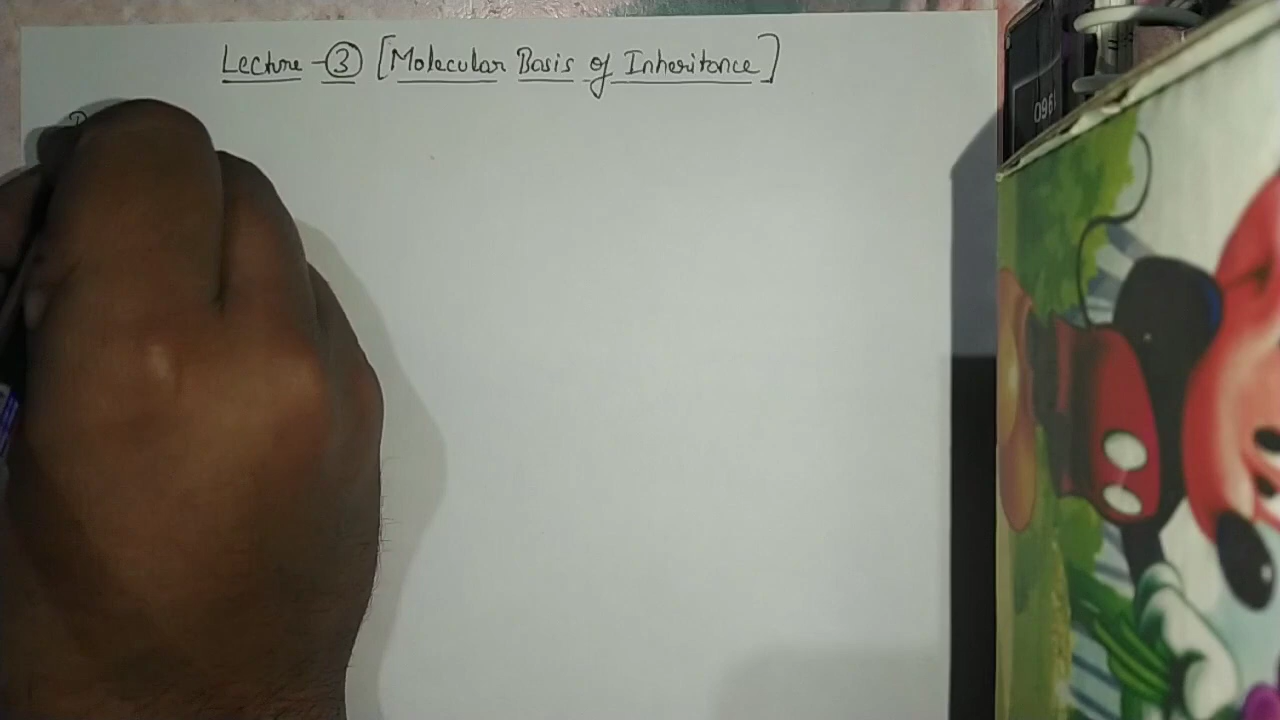 Lecture - ③ [Molecular Basis of Inheritance]